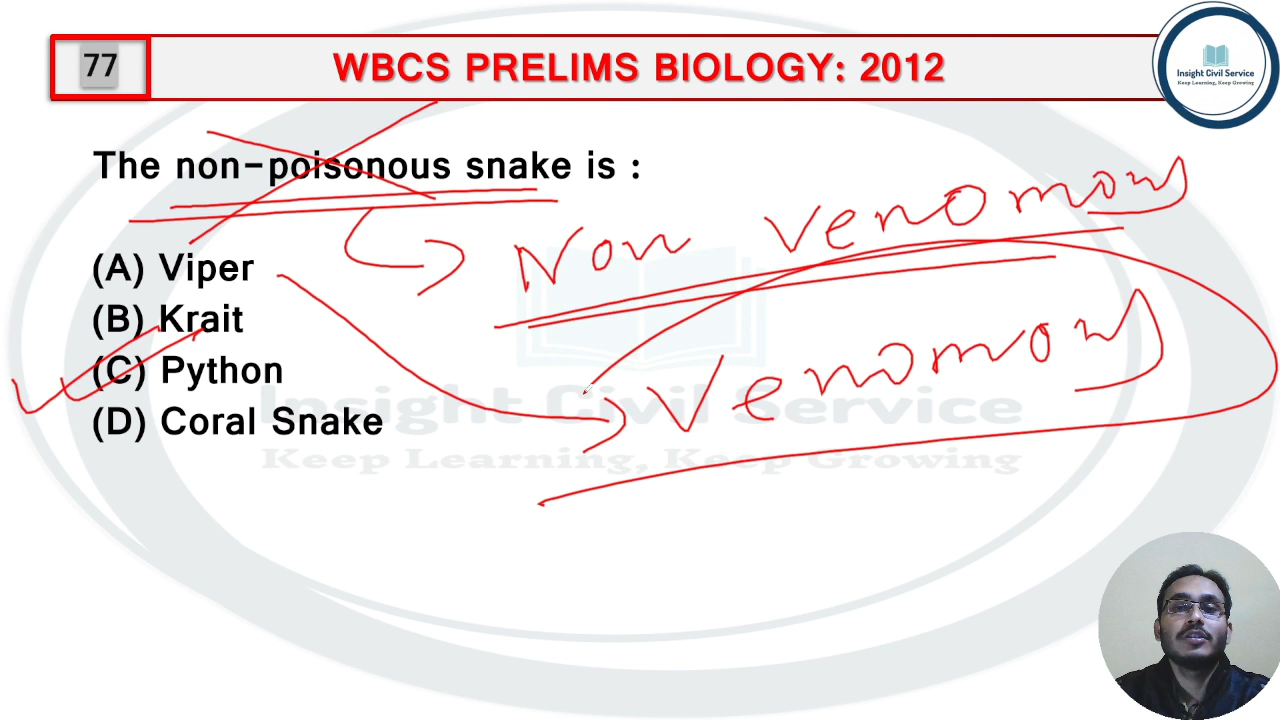 77
WBCS PRELIMS BIOLOGY: 2012
Insight Civil Service
Keep Learning, Keep Growing
The non-poisonous snake is :
Non venomous
(A) Viper
(B) Krait
Venomous
(C) Python
(D) Coral Snake
Insight Civil Service
Keep Learning, Keep Growing